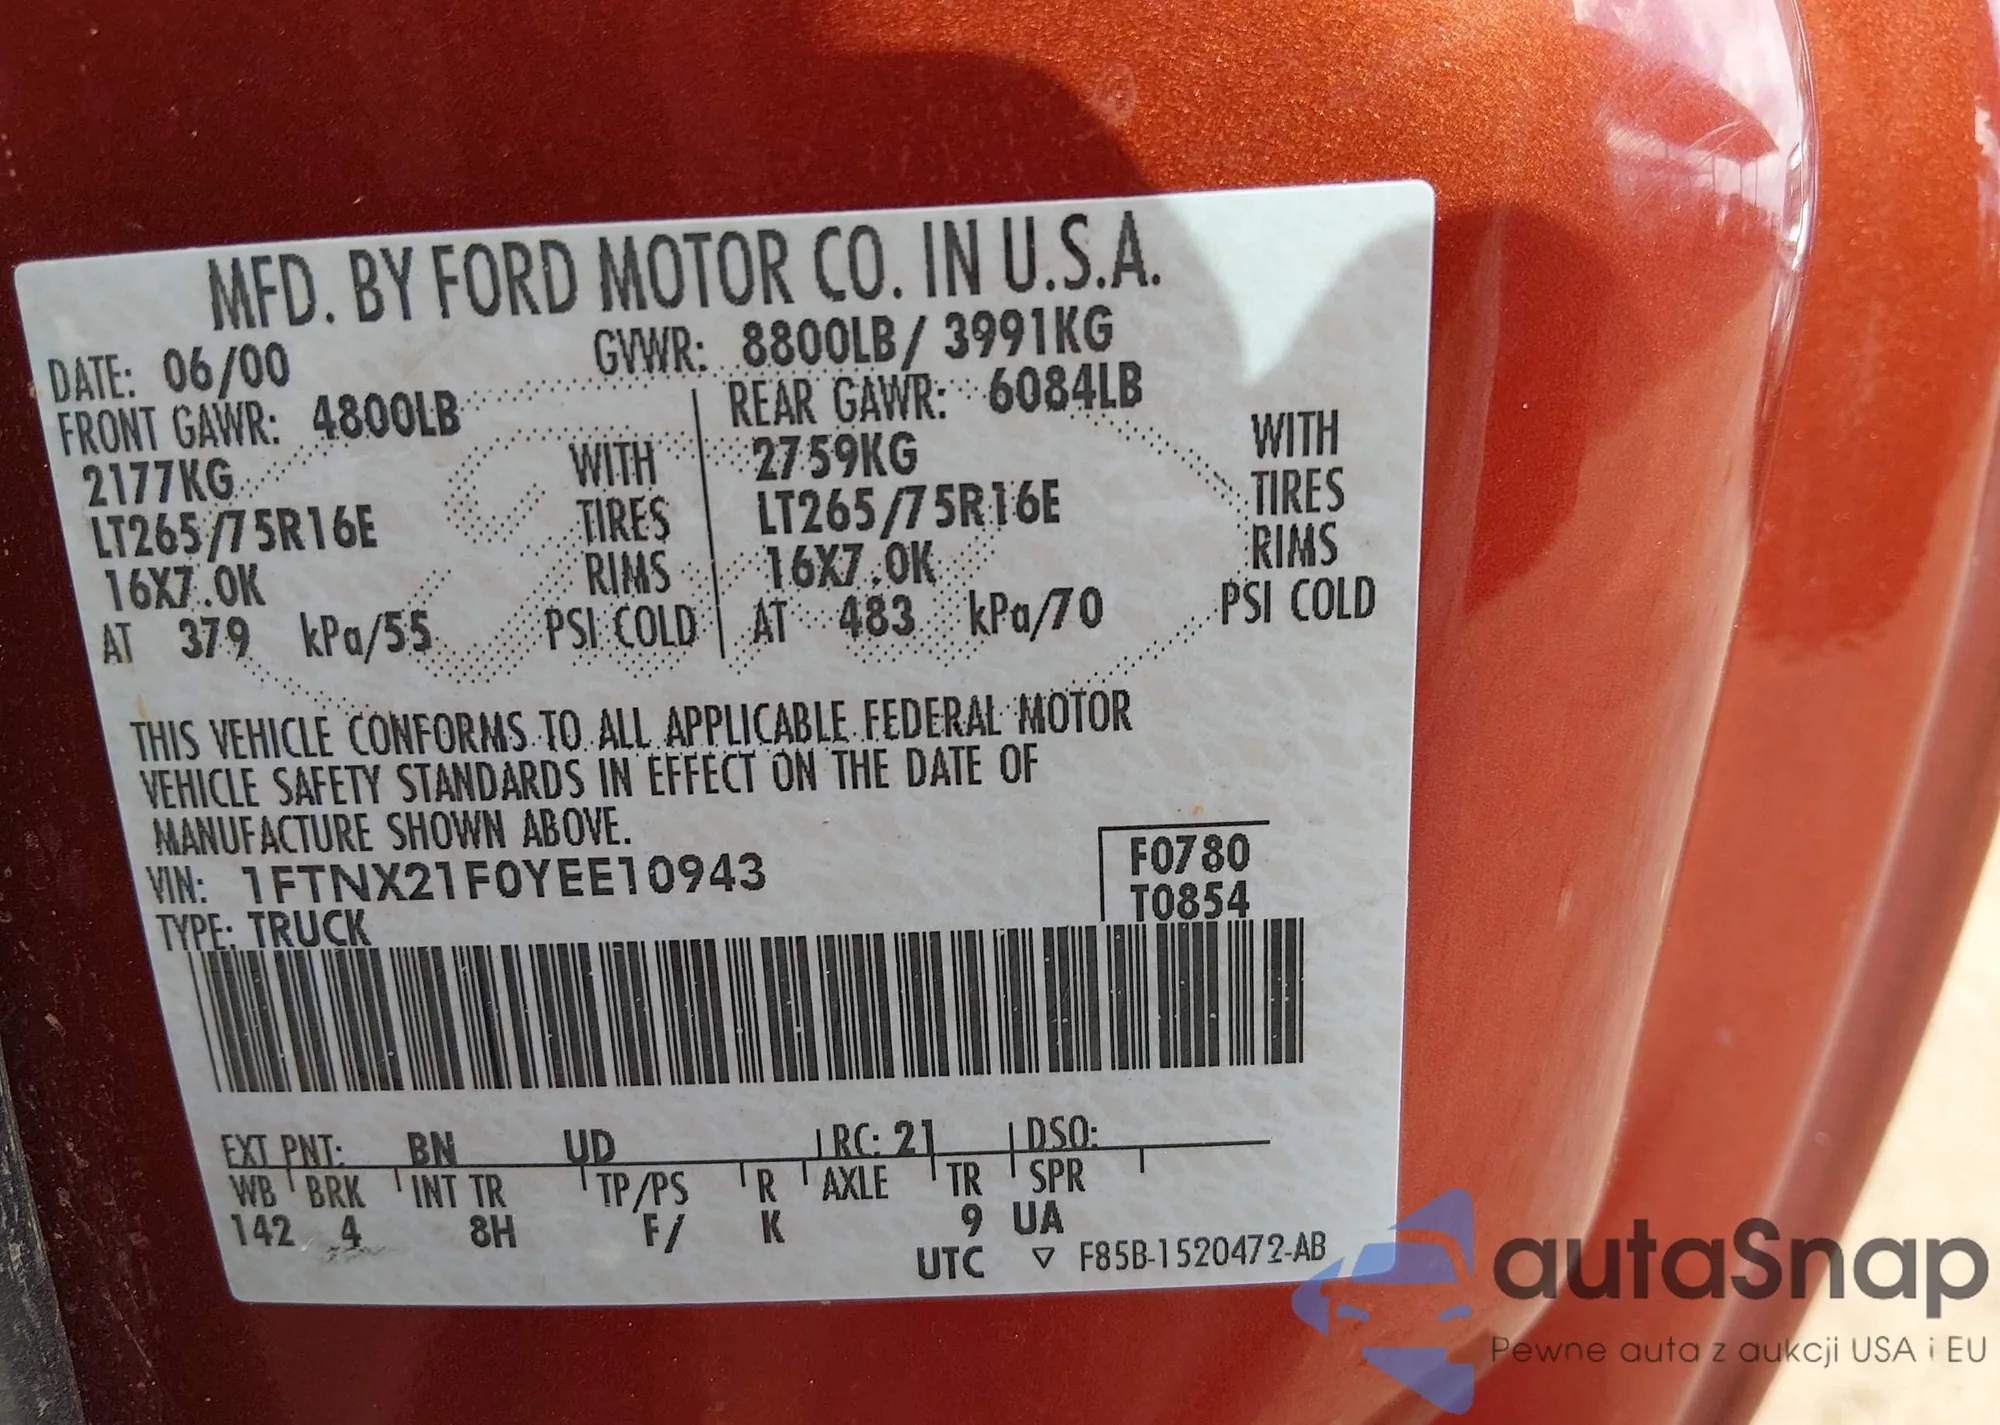 MFD. BY FORD MOTOR CO. IN U.S.A.
DATE: 06/00 GVWR: 8800LB/ 3991KG
FRONT GAWR: 4800LB REAR GAWR: 6084LB
2177KG WITH 2759KG WITH
LT265/75R16E TIRES LT265/75R16E TIRES
16X7.0K RIMS 16X7.0K RIMS
AT 379 kPa/55 PSI COLD AT 483 kPa/70 PSI COLD
THIS VEHICLE CONFORMS TO ALL APPLICABLE FEDERAL MOTOR
VEHICLE SAFETY STANDARDS IN EFFECT ON THE DATE OF
MANUFACTURE SHOWN ABOVE.
VIN: 1FTNX21F0YEE10943 F0780
TYPE: TRUCK T0854
EXT PNT: BN UD RC: 21 DSO:
WB BRK INT TR TP/PS R AXLE TR SPR
142 4 8H F/ K 9 UA
UTC ▽ F85B-1520472-AB
autaSnap
Pewne auta z aukcji USA i EU